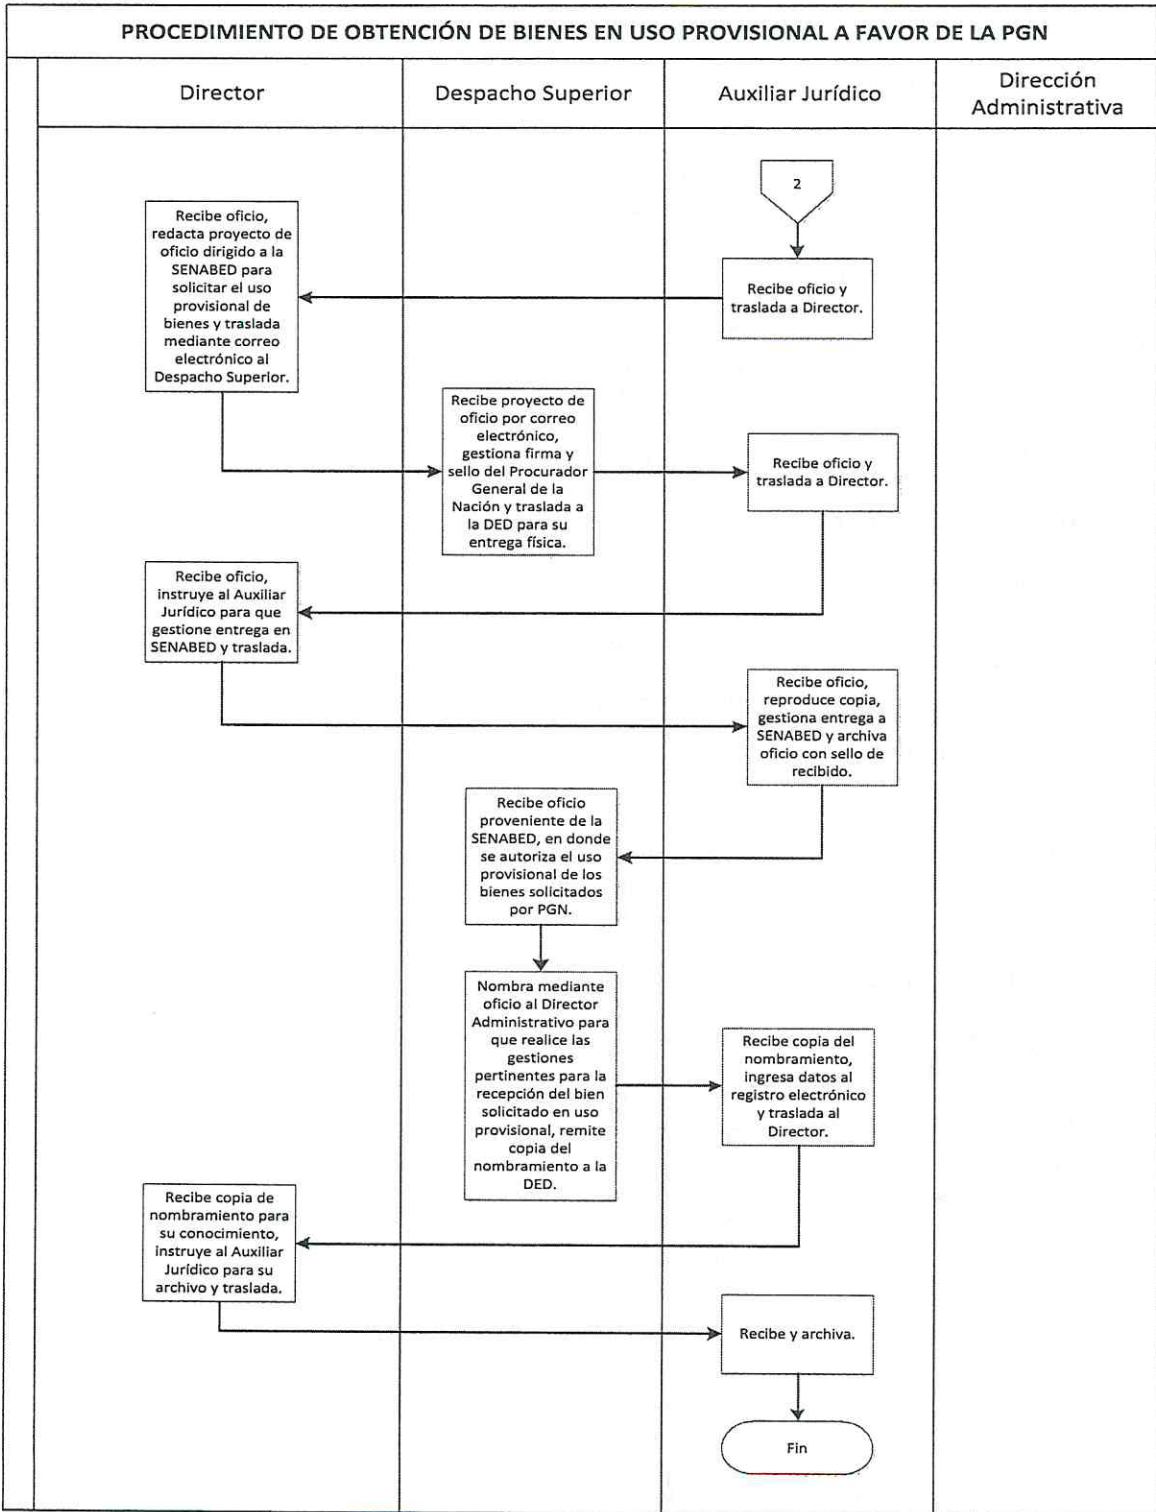 PROCEDIMIENTO DE OBTENCIÓN DE BIENES EN USO PROVISIONAL A FAVOR DE LA PGN
Director
Despacho Superior
Auxiliar Jurídico
Dirección
Administrativa
2
Recibe oficio y
traslada a Director.
Recibe oficio,
redacta proyecto de
oficio dirigido a la
SENABED para
solicitar el uso
provisional de
bienes y traslada
mediante correo
electrónico al
Despacho Superior.
Recibe proyecto de
oficio por correo
electrónico,
gestiona firma y
sello del Procurador
General de la
Nación y traslada a
la DED para su
entrega física.
Recibe oficio y
traslada a Director.
Recibe oficio,
instruye al Auxiliar
Jurídico para que
gestione entrega en
SENABED y traslada.
Recibe oficio,
reproduce copia,
gestiona entrega a
SENABED y archiva
oficio con sello de
recibido.
Recibe oficio
proveniente de la
SENABED, en donde
se autoriza el uso
provisional de los
bienes solicitados
por PGN.
Nombra mediante
oficio al Director
Administrativo para
que realice las
gestiones
pertinentes para la
recepción del bien
solicitado en uso
provisional, remite
copia del
nombramiento a la
DED.
Recibe copia del
nombramiento,
ingresa datos al
registro electrónico
y traslada al
Director.
Recibe copia de
nombramiento para
su conocimiento,
instruye al Auxiliar
Jurídico para su
archivo y traslada.
Recibe y archiva.
Fin